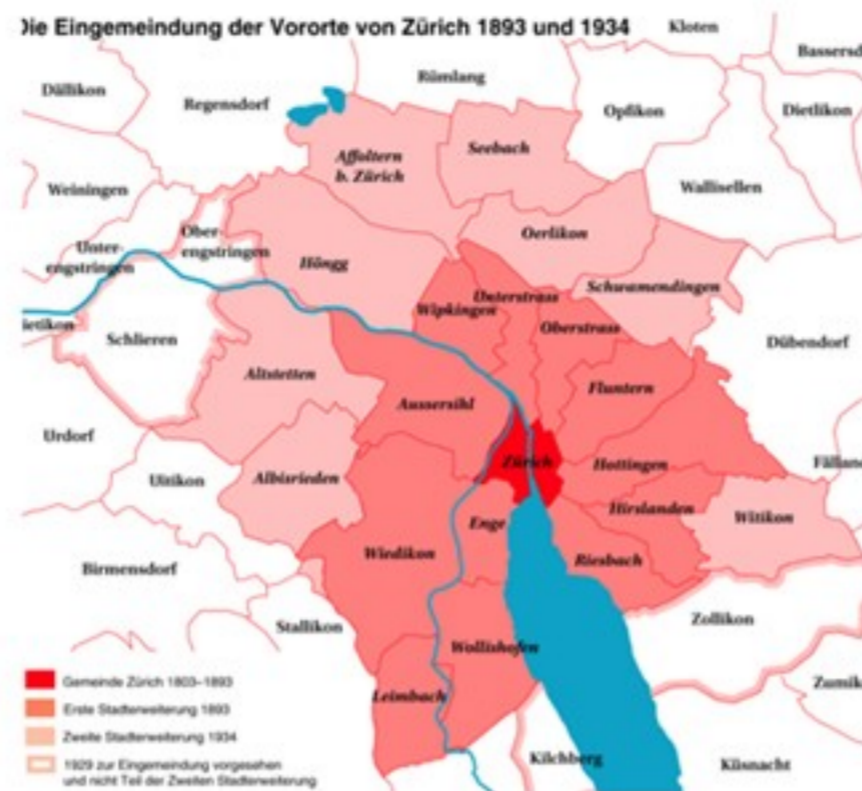 Die Eingemeindung der Vororte von Zürich 1893 und 1934
Kloten
Rümlang
Düllikon
Regensdorf
Opfikon
Dietlikon
Seebach
Affoltern
b. Zürich
Weiningen
Wallisellen
Ober-
engstringen
Unter-
engstringen
Oerlikon
Höngg
Schwamendingen
Unterstrass
Wipkingen
Oberstrass
Schlieren
Dübendorf
Altstetten
Fluntern
Aussersihl
Urdorf
Zürich
Hottingen
Uitikon
Albisrieden
Hirslanden
Witikon
Enge
Wiedikon
Riesbach
Birmensdorf
Stallikon
Zollikon
Wollishofen
Leimbach
Kilchberg
Küsnacht
Gemeinde Zürich 1803–1893
Erste Stadterweiterung 1893
Zweite Stadterweiterung 1934
1929 zur Eingemeindung vorgesehen
und nicht Teil der Zweiten Stadterweiterung